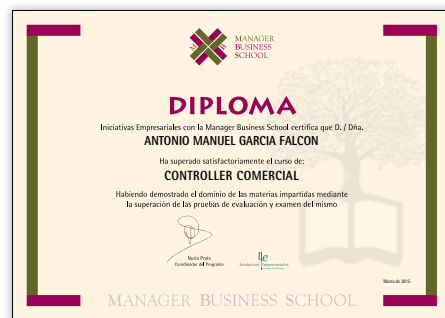 M B
MANAGER
BUSINESS
SCHOOL
DIPLOMA
Iniciativas Empresariales con la Manager Business School certifica que D. / Dña.
ANTONIO MANUEL GARCIA FALCON
Ha superado satisfactoriamente el curso de:
CONTROLLER COMERCIAL
Habiendo demostrado el dominio de las materias impartidas mediante
la superación de las pruebas de evaluación y examen del mismo
Nuria Prats
Coordinador del Programa
Iniciativas Empresariales
Marzo de 2015
MANAGER BUSINESS SCHOOL